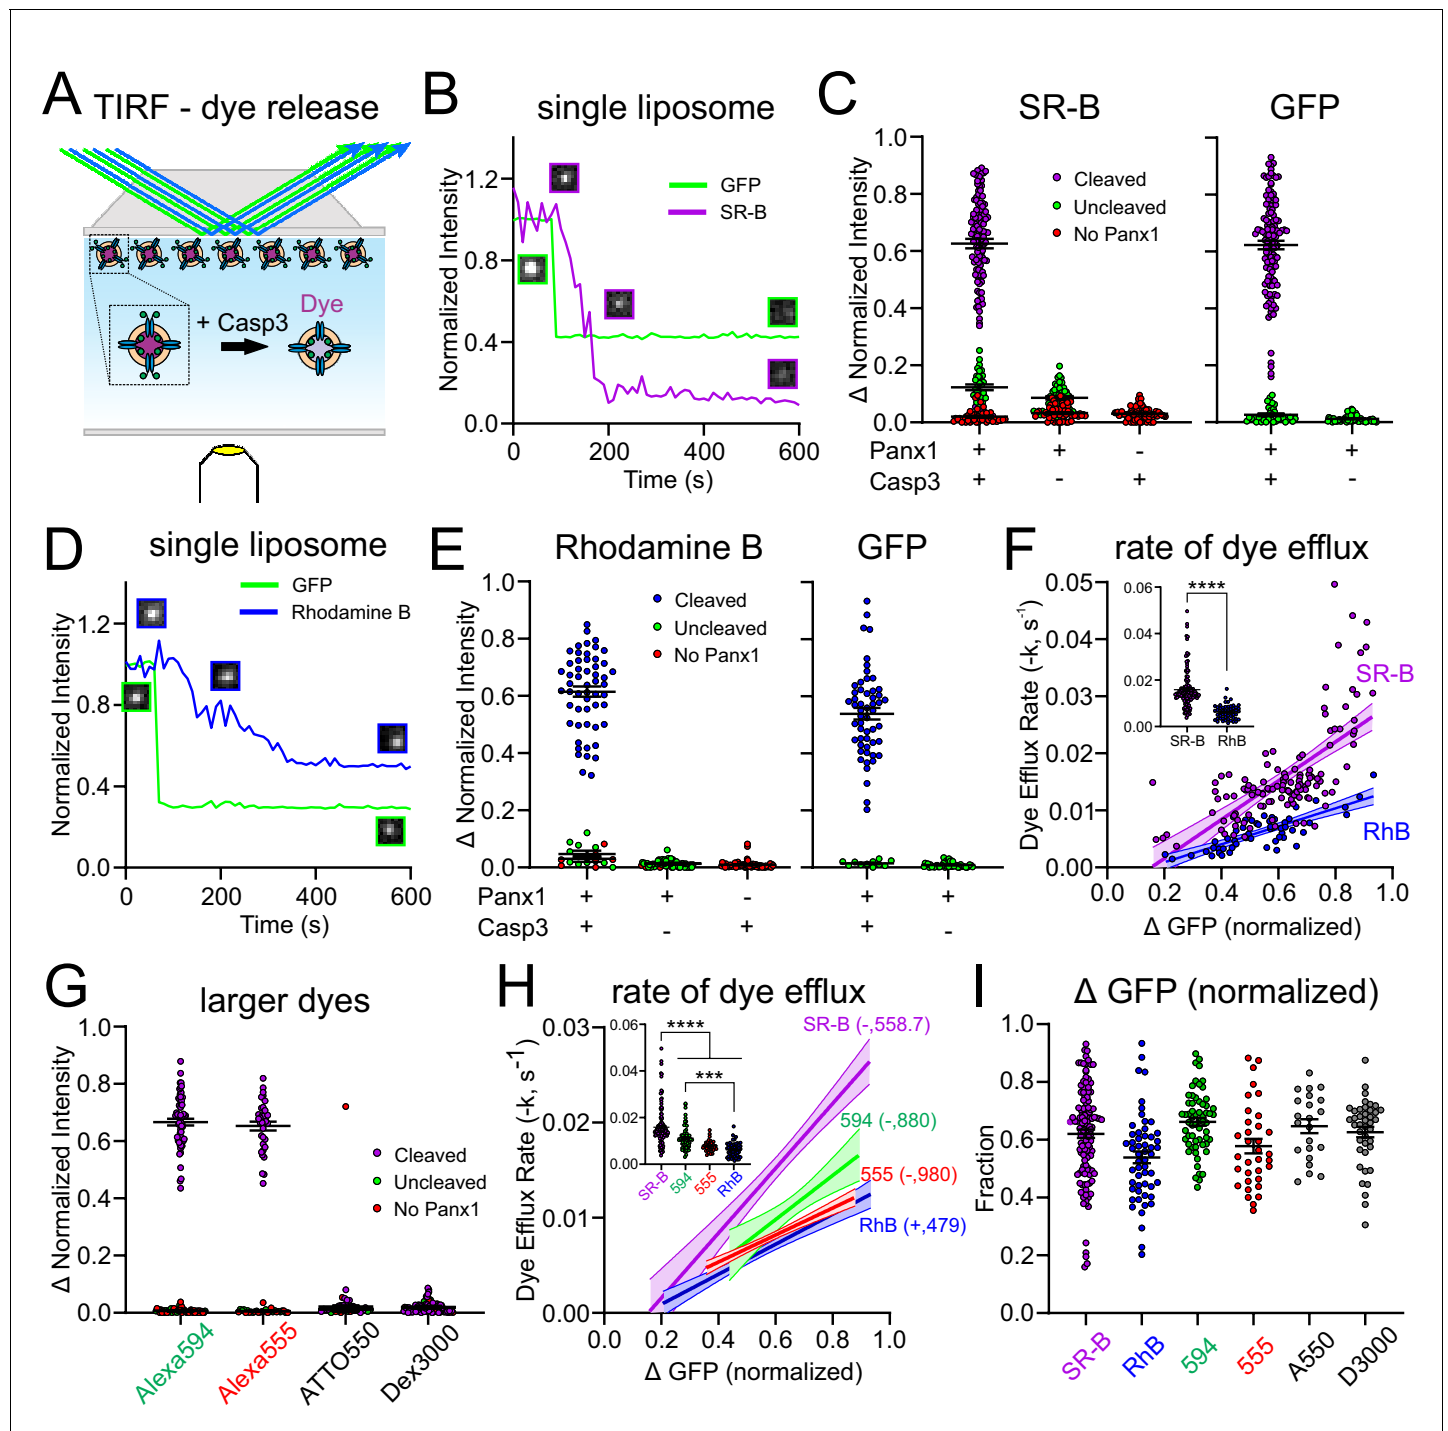 A
TIRF - dye release
+ Casp3
Dye
B
single liposome
GFP
SR-B
Normalized Intensity
1.2
0.8
0.4
0.0
0
200
400
600
Time (s)
C
SR-B
GFP
Cleaved
Uncleaved
No Panx1
Δ Normalized Intensity
1.0
0.8
0.6
0.4
0.2
0.0
Panx1 + + - + +
Casp3 + - + + -
D
single liposome
GFP
Rhodamine B
Normalized Intensity
1.2
0.8
0.4
0.0
0
200
400
600
Time (s)
E
Rhodamine B
GFP
Cleaved
Uncleaved
No Panx1
Δ Normalized Intensity
1.0
0.8
0.6
0.4
0.2
0.0
Panx1 + + - + +
Casp3 + - + + -
F
rate of dye efflux
Dye Efflux Rate (-k, s⁻¹)
0.05
0.04
0.03
0.02
0.01
0.00
0.06
0.04
0.02
0.00
****
SR-B
RhB
SR-B
RhB
0.0
0.2
0.4
0.6
0.8
1.0
Δ GFP (normalized)
G
larger dyes
Δ Normalized Intensity
1.0
0.8
0.6
0.4
0.2
0.0
Cleaved
Uncleaved
No Panx1
Alexa594
Alexa555
ATTO550
Dex3000
H
rate of dye efflux
Dye Efflux Rate (-k, s⁻¹)
0.03
0.02
0.01
0.00
0.06
0.04
0.02
0.00
****
***
SR-B
594
555
RhB
SR-B (-,558.7)
594 (-,880)
555 (-,980)
RhB (+,479)
0.0
0.2
0.4
0.6
0.8
1.0
Δ GFP (normalized)
I
Δ GFP (normalized)
Fraction
1.0
0.8
0.6
0.4
0.2
0.0
SR-B
RhB
594
555
A550
D3000